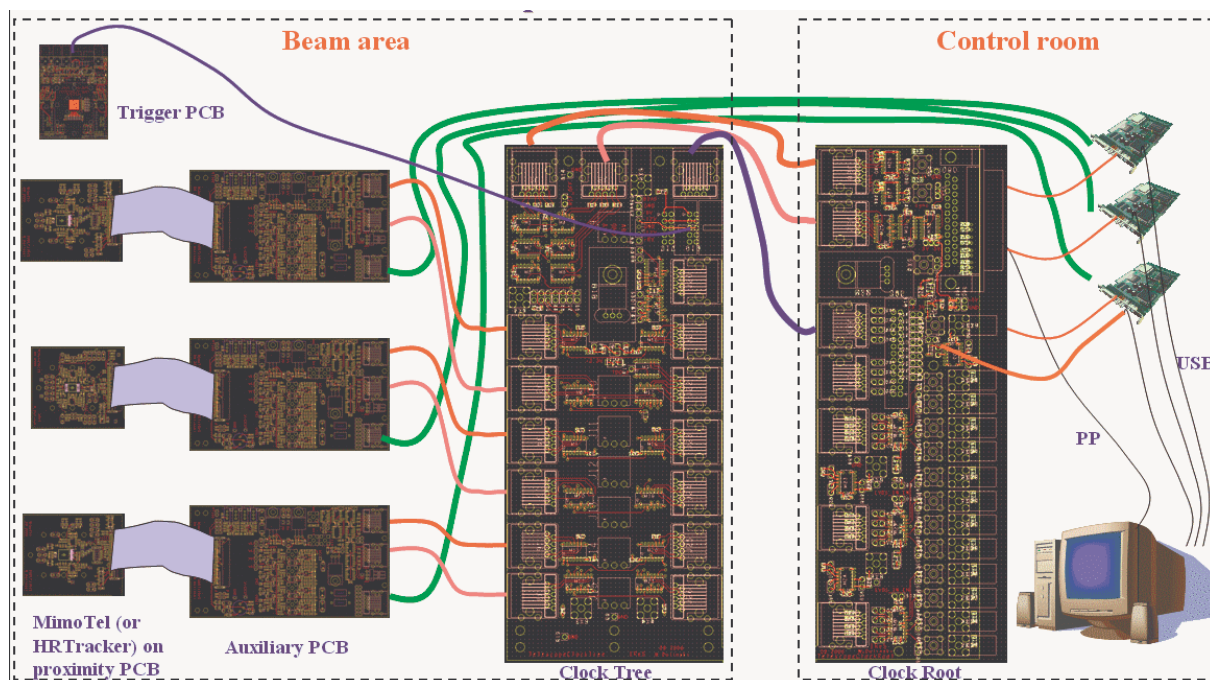 Beam area
Control room
Trigger PCB
USB
PP
MimoTel (or
HRTracker) on
proximity PCB
Auxiliary PCB
Clock Tree
Clock Root